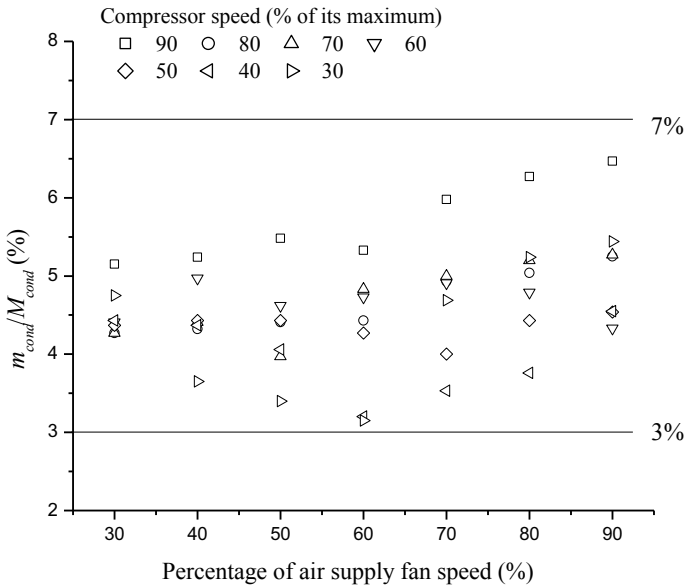 Compressor speed (% of its maximum)
90 80 70 60
50 40 30
8
7
7%
6
5
4
3
3%
2
m_cond/M_cond (%)
30 40 50 60 70 80 90
Percentage of air supply fan speed (%)